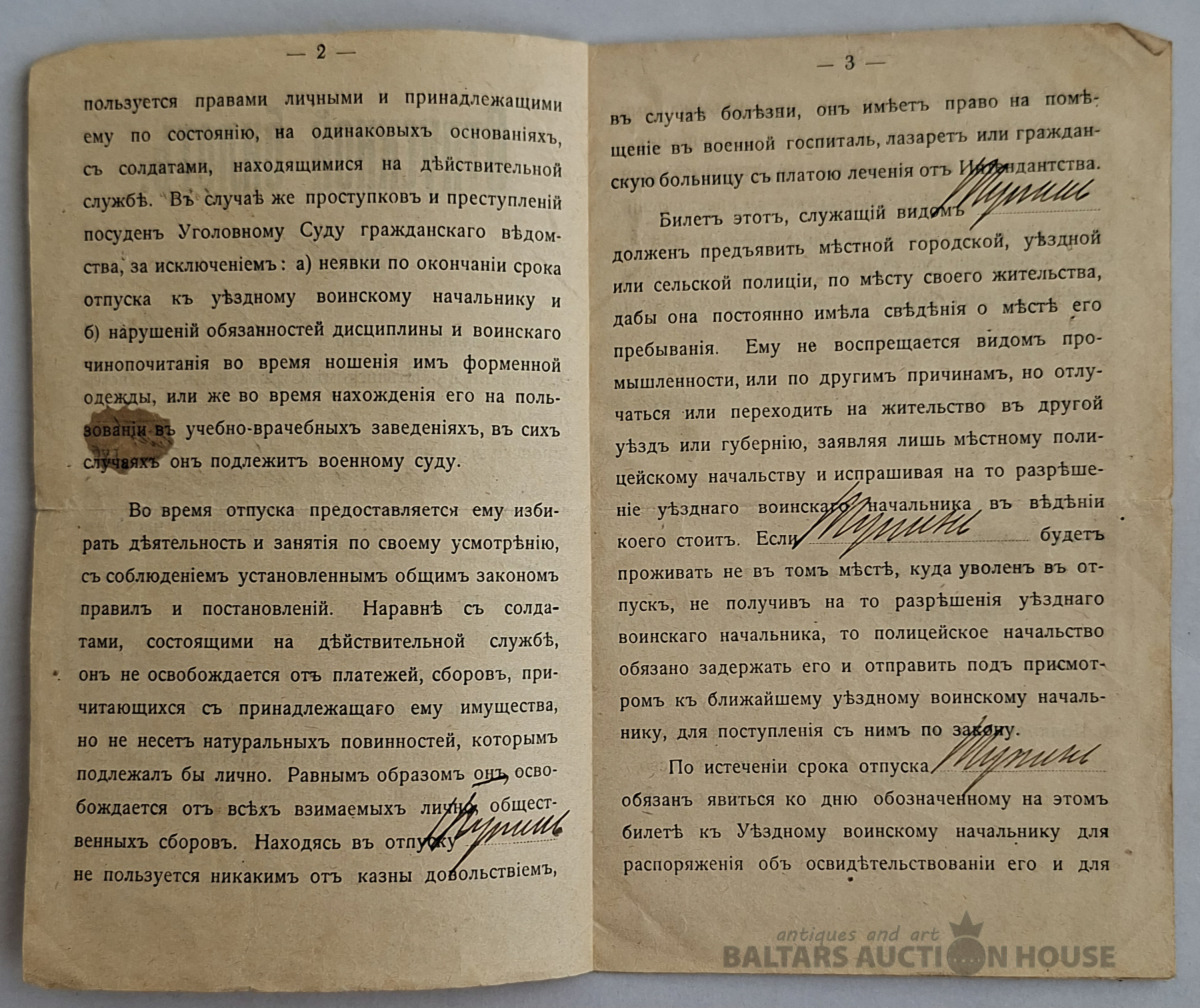 — 2 —
пользуется правами личными и принадлежащими
ему по состоянію, на одинаковыхъ основаніяхъ,
съ солдатами, находящимися на дѣйствительной
службѣ. Въ случаѣ же проступковъ и преступленій
посуденъ Уголовному Суду гражданскаго вѣдом-
ства, за исключеніемъ: а) неявки по окончаніи срока
отпуска къ уѣздному воинскому начальнику и
б) нарушеній обязанностей дисциплины и воинскаго
чинопочитанія во время ношенія имъ форменной
одежды, или же во время нахожденія его на поль-
зованіи въ учебно-врачебныхъ заведеніяхъ, въ сихъ
случаяхъ онъ подлежитъ военному суду.
Во время отпуска предоставляется ему изби-
рать дѣятельность и занятія по своему усмотрѣнію,
съ соблюденіемъ установленнымъ общимъ закономъ
правилъ и постановленій. Наравнѣ съ солда-
тами, состоящими на дѣйствительной службѣ,
онъ не освобождается отъ платежей, сборовъ, при-
читающихся съ принадлежащаго ему имущества,
но не несетъ натуральныхъ повинностей, которымъ
подлежалъ бы лично. Равнымъ образомъ онъ осво-
бождается отъ всѣхъ взимаемыхъ лично общест-
венныхъ сборовъ. Находясь въ отпуску
не пользуется никакимъ отъ казны довольствіемъ,
— 3 —
въ случаѣ болѣзни, онъ имѣетъ право на помѣ-
щеніе въ военной госпиталь, лазаретъ или граждан-
скую больницу съ платою леченія отъ Интендантства.
Билетъ этотъ, служащій видомъ
долженъ предъявить мѣстной городской, уѣздной
или сельской полиціи, по мѣсту своего жительства,
дабы она постоянно имѣла свѣдѣнія о мѣстѣ его
пребыванія. Ему не воспрещается видомъ про-
мышленности, или по другимъ причинамъ, но отлу-
чаться или переходить на жительство въ другой
уѣздъ или губернію, заявляя лишь мѣстному поли-
цейскому начальству и испрашивая на то разрѣше-
ніе уѣзднаго воинскаго начальника въ вѣдѣніи
коего стоитъ. Если будетъ
проживать не въ томъ мѣстѣ, куда уволенъ въ от-
пускъ, не получивъ на то разрѣшенія уѣзднаго
воинскаго начальника, то полицейское начальство
обязано задержать его и отправить подъ присмот-
ромъ къ ближайшему уѣздному воинскому началь-
нику, для поступленія съ нимъ по закону.
По истеченіи срока отпуска
обязанъ явиться ко дню обозначенному на этомъ
билетѣ къ Уѣздному воинскому начальнику для
распоряженія объ освидѣтельствованіи его и для
antiques and art
BALTARS AUCTION HOUSE